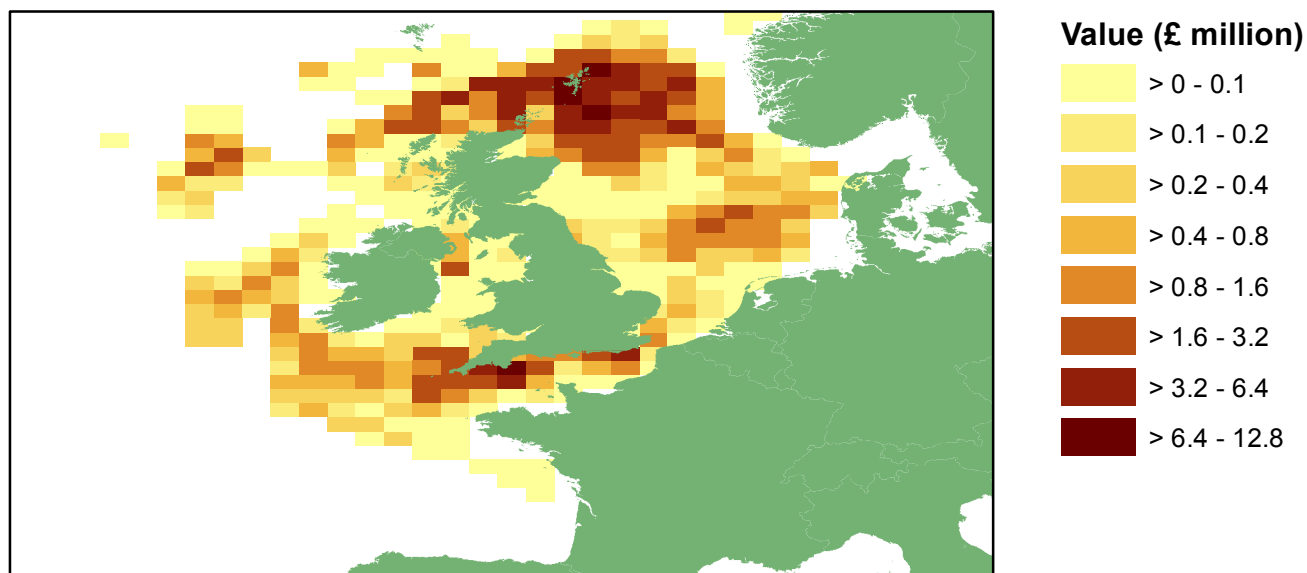 Value (£ million)
> 0 - 0.1
> 0.1 - 0.2
> 0.2 - 0.4
> 0.4 - 0.8
> 0.8 - 1.6
> 1.6 - 3.2
> 3.2 - 6.4
> 6.4 - 12.8